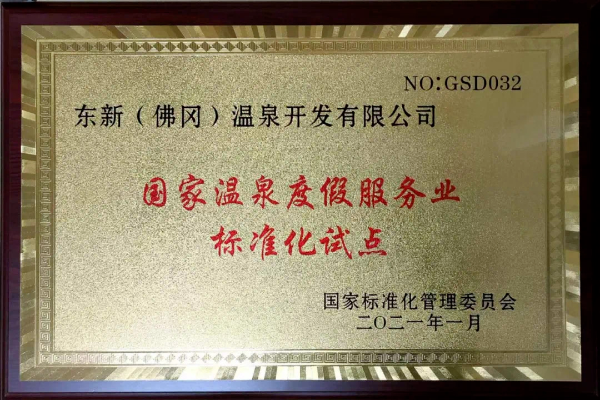 NO:GSD032
东新（佛冈）温泉开发有限公司
国家温泉度假服务业
标准化试点
国家标准化管理委员会
二〇二一年一月